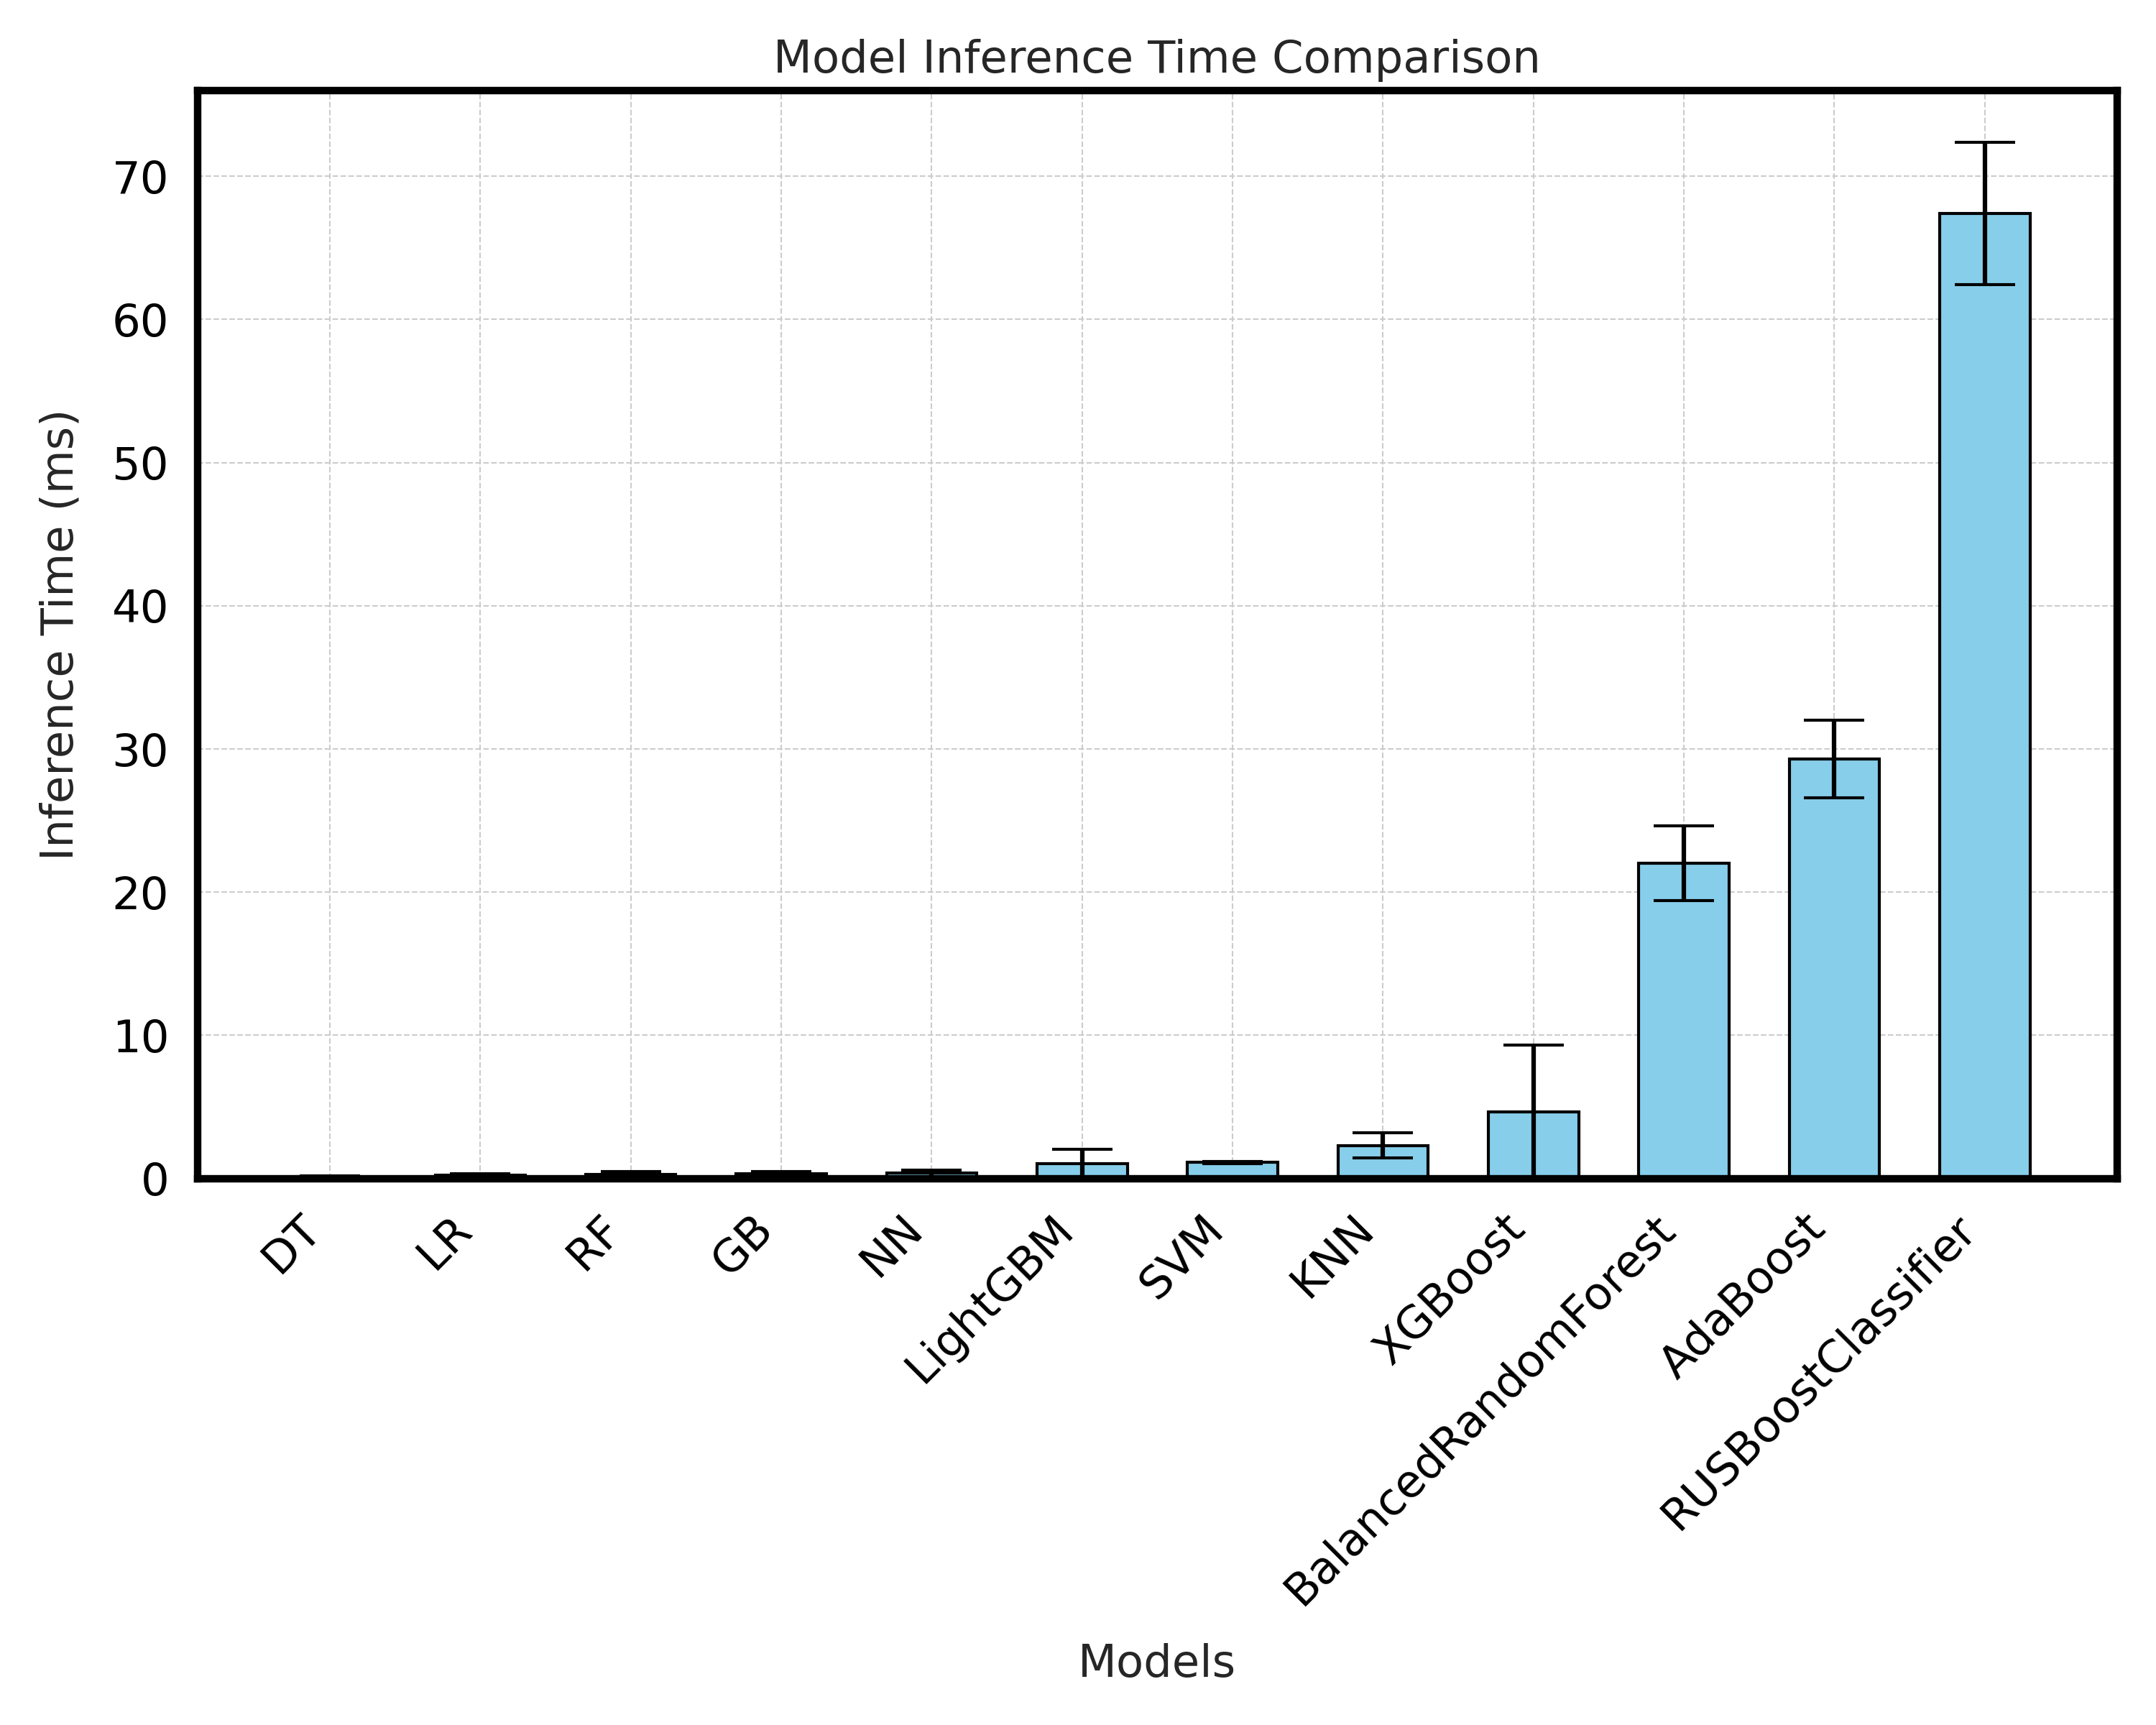 Model Inference Time Comparison
Inference Time (ms)
70
60
50
40
30
20
10
0
DT
LR
RF
GB
NN
LightGBM
SVM
KNN
XGBoost
BalancedRandomForest
AdaBoost
RUSBoostClassifier
Models